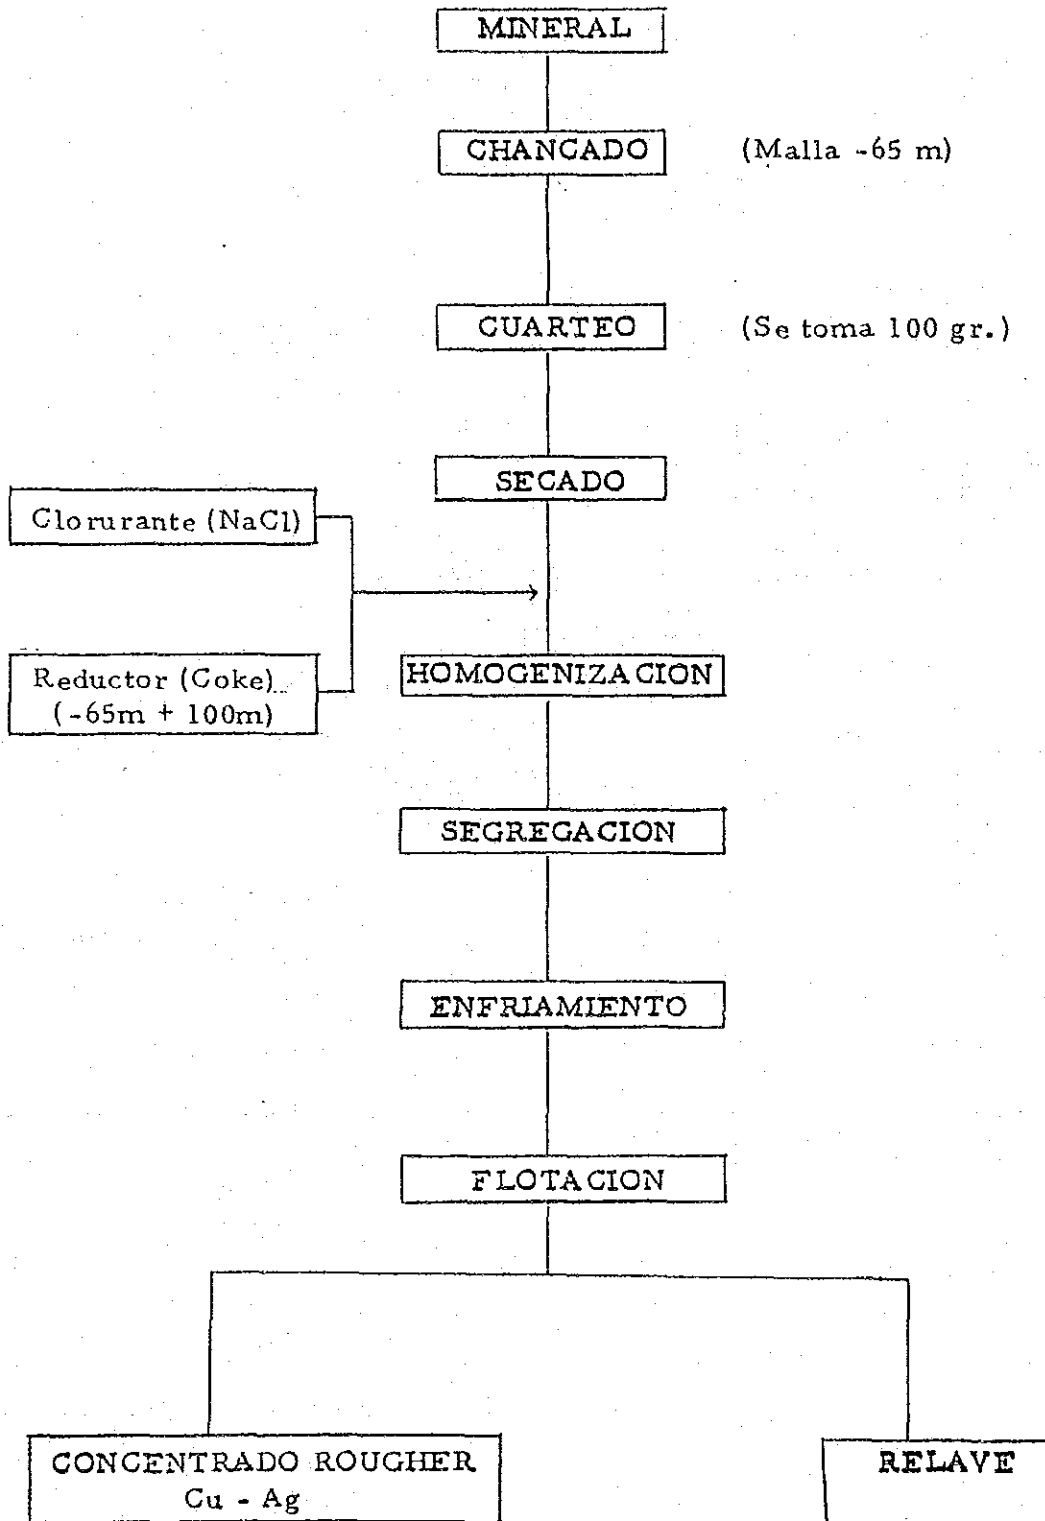 MINERAL
CHANCADO (Malla -65 m)
CUARTEO (Se toma 100 gr.)
SECADO
Clorurante (NaCl)
Reductor (Coke)
(-65m + 100m)
HOMOGENIZACION
SEGREGACION
ENFRIAMIENTO
FLOTACION
CONCENTRADO ROUGHER
Cu - Ag
RELAVE